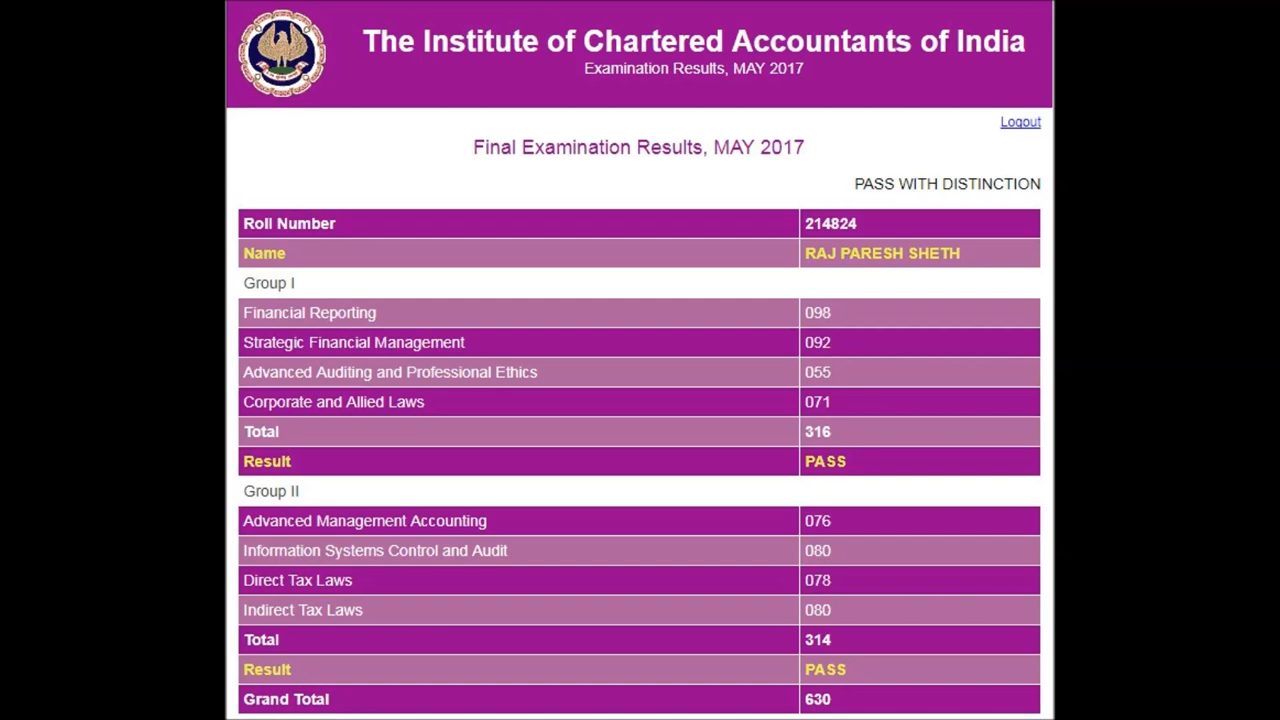 The Institute of Chartered Accountants of India
Examination Results, MAY 2017
Logout
Final Examination Results, MAY 2017
PASS WITH DISTINCTION
Roll Number 214824
Name RAJ PARESH SHETH
Group I
Financial Reporting 098
Strategic Financial Management 092
Advanced Auditing and Professional Ethics 055
Corporate and Allied Laws 071
Total 316
Result PASS
Group II
Advanced Management Accounting 076
Information Systems Control and Audit 080
Direct Tax Laws 078
Indirect Tax Laws 080
Total 314
Result PASS
Grand Total 630